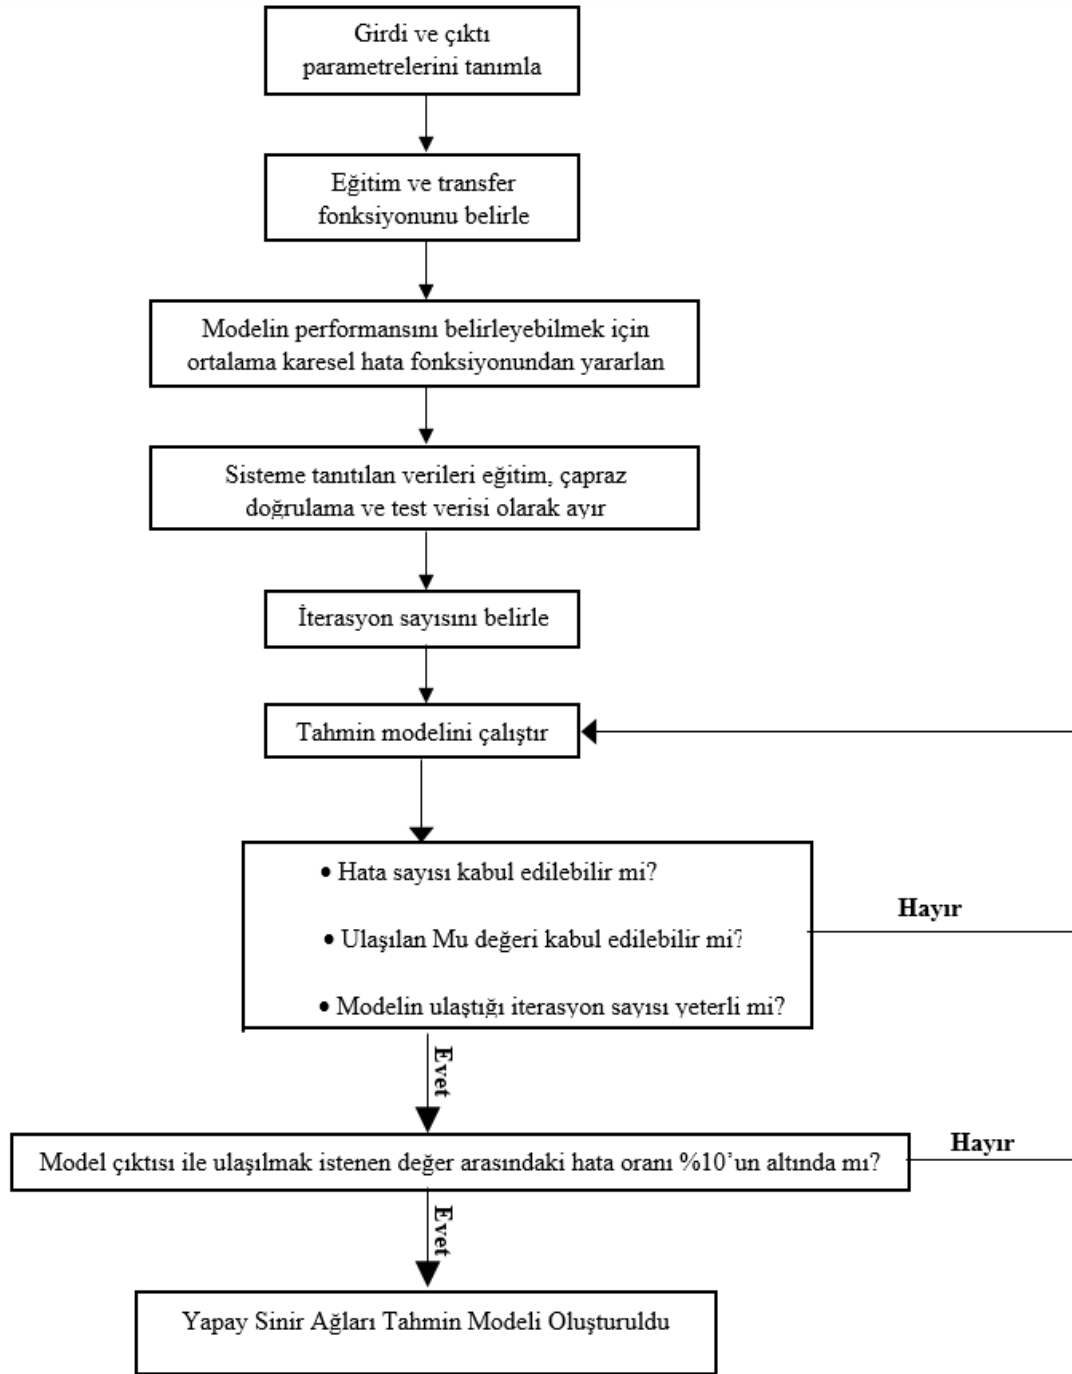 Girdi ve çıktı
parametrelerini tanımla
Eğitim ve transfer
fonksiyonunu belirle
Modelin performansını belirleyebilmek için
ortalama karesel hata fonksiyonundan yararlan
Sisteme tanıtılan verileri eğitim, çapraz
doğrulama ve test verisi olarak ayır
İterasyon sayısını belirle
Tahmin modelini çalıştır
• Hata sayısı kabul edilebilir mi?
Hayır
• Ulaşılan Mu değeri kabul edilebilir mi?
• Modelin ulaştığı iterasyon sayısı yeterli mi?
Evet
Model çıktısı ile ulaşılmak istenen değer arasındaki hata oranı %10’un altında mı?
Hayır
Evet
Yapay Sinir Ağları Tahmin Modeli Oluşturuldu